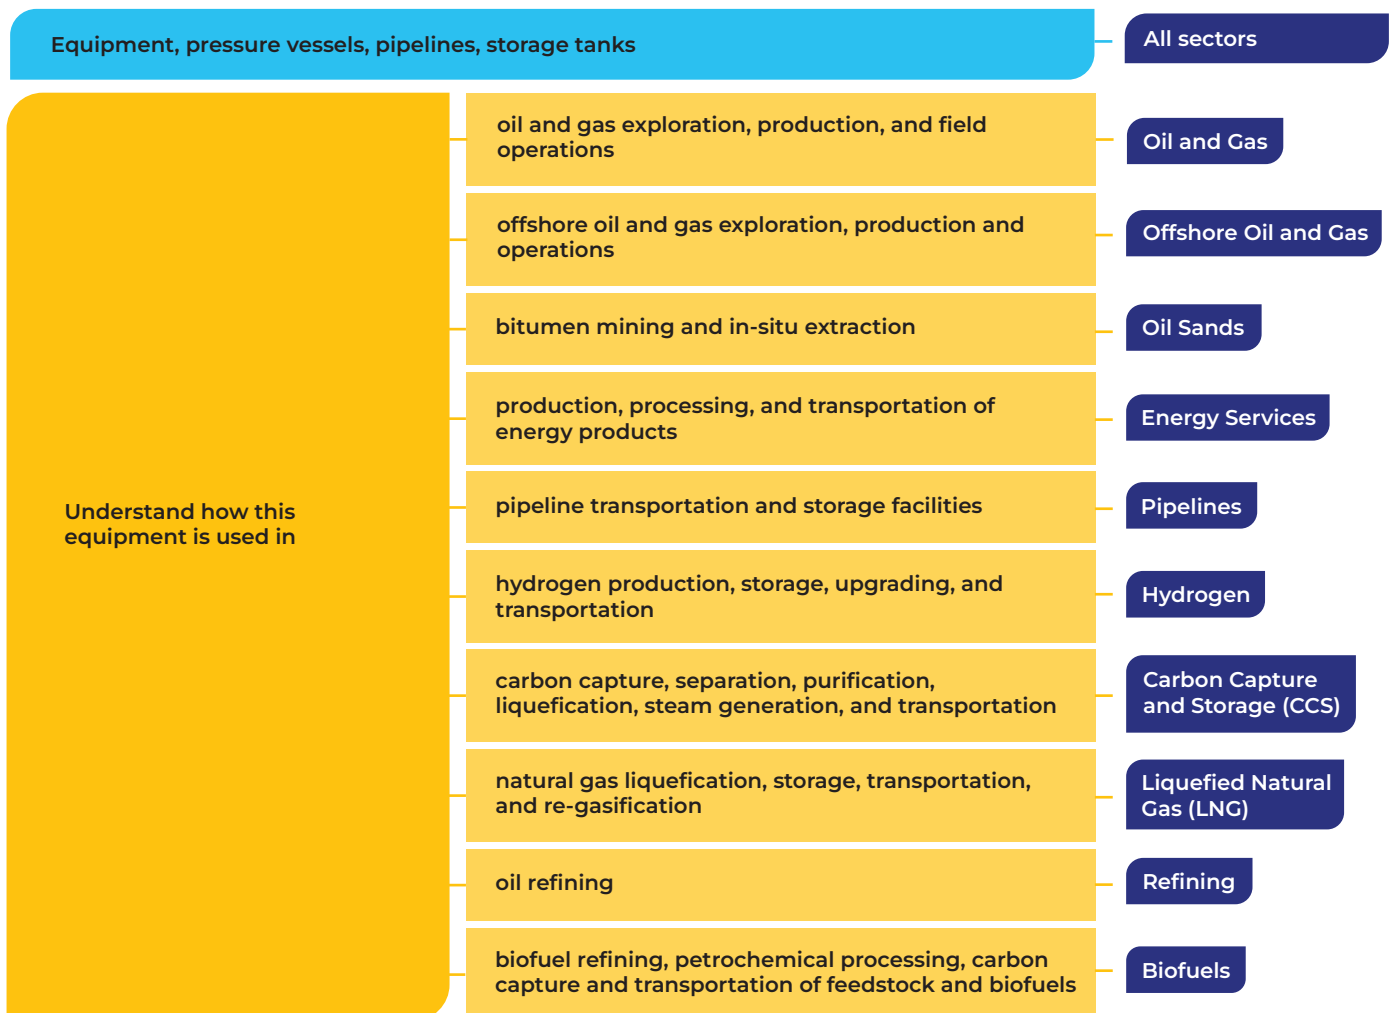 Equipment, pressure vessels, pipelines, storage tanks
All sectors
Understand how this
equipment is used in
oil and gas exploration, production, and field
operations
Oil and Gas
offshore oil and gas exploration, production and
operations
Offshore Oil and Gas
bitumen mining and in-situ extraction
Oil Sands
production, processing, and transportation of
energy products
Energy Services
pipeline transportation and storage facilities
Pipelines
hydrogen production, storage, upgrading, and
transportation
Hydrogen
carbon capture, separation, purification,
liquefication, steam generation, and transportation
Carbon Capture
and Storage (CCS)
natural gas liquefication, storage, transportation,
and re-gasification
Liquefied Natural
Gas (LNG)
oil refining
Refining
biofuel refining, petrochemical processing, carbon
capture and transportation of feedstock and biofuels
Biofuels